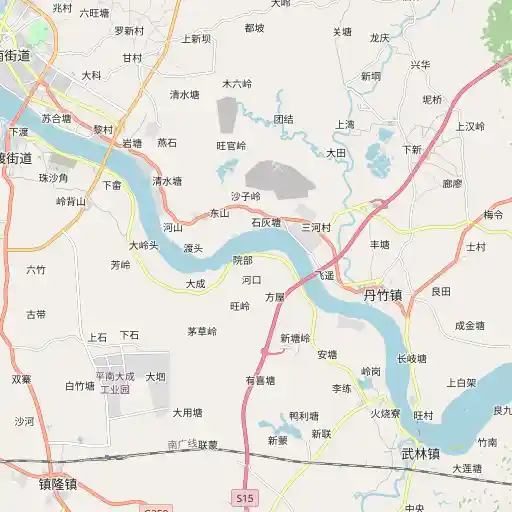 兆村
六旺塘
罗新村
大岭
都坡
关塘
龙庆
上新坝
甘村
兴华
南街道
大科
木六岭
新垌
坭桥
清水塘
苏合塘
黎村
团结
上湾
上汉岭
下渡
岩塘
燕石
旺官岭
大田
下新
渡街道
珠沙角
下雷
清水塘
沙子岭
廊廖
岭背山
东山
石灰塘
三河村
梅令
河山
大岭头
渡头
丰塘
士村
六竹
芳岭
院部
飞遥
大成
河口
方屋
丹竹镇
良田
古带
旺岭
上石
下石
茅草岭
新塘岭
成金塘
安塘
长岐塘
双寨
平南大成
工业园
大垇
白竹塘
有喜塘
岭岗
李练
上白架
沙河
大用塘
鸭利塘
火烧寮
旺村
良九
南广线
联蒙
新蒙
新联
竹南
武林镇
镇隆镇
大莲塘
S15
中央